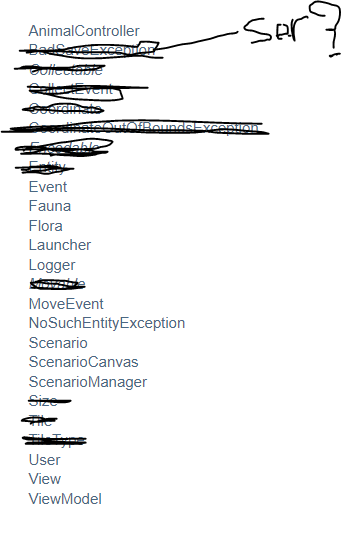 AnimalController
BadSaveException
Ser?
Collectable
CollectEvent
Coordinate
CoordinateOutOfBoundsException
Encodable
Entity
Event
Fauna
Flora
Launcher
Logger
Movable
MoveEvent
NoSuchEntityException
Scenario
ScenarioCanvas
ScenarioManager
Size
Tile
TileType
User
View
ViewModel